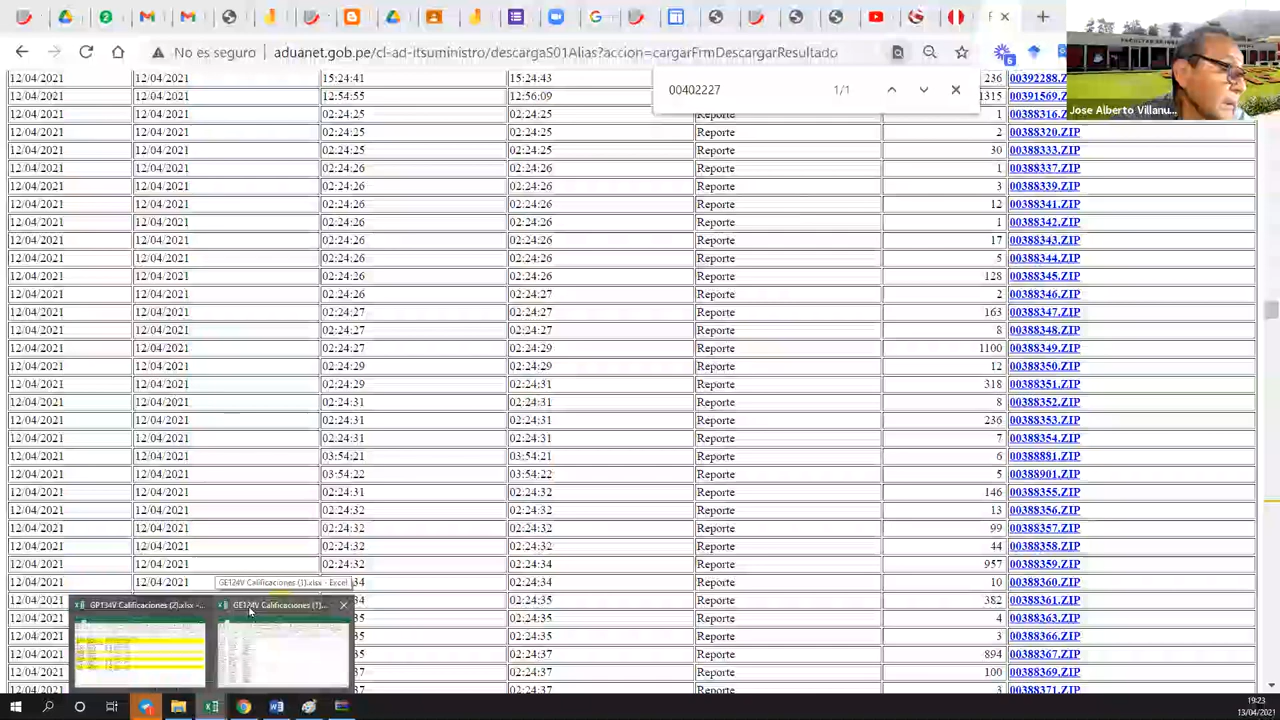 No es seguro | aduanet.gob.pe/cl-ad-itsuministro/descargaS01Alias?accion=cargarFrmDescargarResultado
Jose Alberto Villanu...
00402227 1/1
12/04/2021 12/04/2021 15:24:41 15:24:43 236 00392288.Z
12/04/2021 12/04/2021 12:54:55 12:56:09 1315 00391569.Z
12/04/2021 12/04/2021 02:24:25 02:24:25 Reporte 1 00388316.Z
12/04/2021 12/04/2021 02:24:25 02:24:25 Reporte 2 00388320.ZIP
12/04/2021 12/04/2021 02:24:25 02:24:25 Reporte 30 00388333.ZIP
12/04/2021 12/04/2021 02:24:26 02:24:26 Reporte 1 00388337.ZIP
12/04/2021 12/04/2021 02:24:26 02:24:26 Reporte 3 00388339.ZIP
12/04/2021 12/04/2021 02:24:26 02:24:26 Reporte 12 00388341.ZIP
12/04/2021 12/04/2021 02:24:26 02:24:26 Reporte 1 00388342.ZIP
12/04/2021 12/04/2021 02:24:26 02:24:26 Reporte 17 00388343.ZIP
12/04/2021 12/04/2021 02:24:26 02:24:26 Reporte 5 00388344.ZIP
12/04/2021 12/04/2021 02:24:26 02:24:26 Reporte 128 00388345.ZIP
12/04/2021 12/04/2021 02:24:26 02:24:27 Reporte 2 00388346.ZIP
12/04/2021 12/04/2021 02:24:27 02:24:27 Reporte 163 00388347.ZIP
12/04/2021 12/04/2021 02:24:27 02:24:27 Reporte 8 00388348.ZIP
12/04/2021 12/04/2021 02:24:27 02:24:29 Reporte 1100 00388349.ZIP
12/04/2021 12/04/2021 02:24:29 02:24:29 Reporte 12 00388350.ZIP
12/04/2021 12/04/2021 02:24:29 02:24:31 Reporte 318 00388351.ZIP
12/04/2021 12/04/2021 02:24:31 02:24:31 Reporte 8 00388352.ZIP
12/04/2021 12/04/2021 02:24:31 02:24:31 Reporte 236 00388353.ZIP
12/04/2021 12/04/2021 02:24:31 02:24:31 Reporte 7 00388354.ZIP
12/04/2021 12/04/2021 03:54:21 03:54:21 Reporte 6 00388881.ZIP
12/04/2021 12/04/2021 03:54:22 03:54:22 Reporte 5 00388901.ZIP
12/04/2021 12/04/2021 02:24:31 02:24:32 Reporte 146 00388355.ZIP
12/04/2021 12/04/2021 02:24:32 02:24:32 Reporte 13 00388356.ZIP
12/04/2021 12/04/2021 02:24:32 02:24:32 Reporte 99 00388357.ZIP
12/04/2021 12/04/2021 02:24:32 02:24:32 Reporte 44 00388358.ZIP
12/04/2021 12/04/2021 02:24:32 02:24:34 Reporte 957 00388359.ZIP
12/04/2021 12/04/2021 34 02:24:34 Reporte 10 00388360.ZIP
GE124V Calificaciones (1).xlsx - Excel
GP134V Calificaciones (2).xlsx -... GE124V Calificaciones (1)... 34 02:24:35 Reporte 382 00388361.ZIP
35 02:24:35 Reporte 4 00388363.ZIP
35 02:24:35 Reporte 3 00388366.ZIP
35 02:24:37 Reporte 894 00388367.ZIP
37 02:24:37 Reporte 100 00388369.ZIP
37 02:24:37 Reporte 3 00388371.ZIP
19:23
13/04/2021